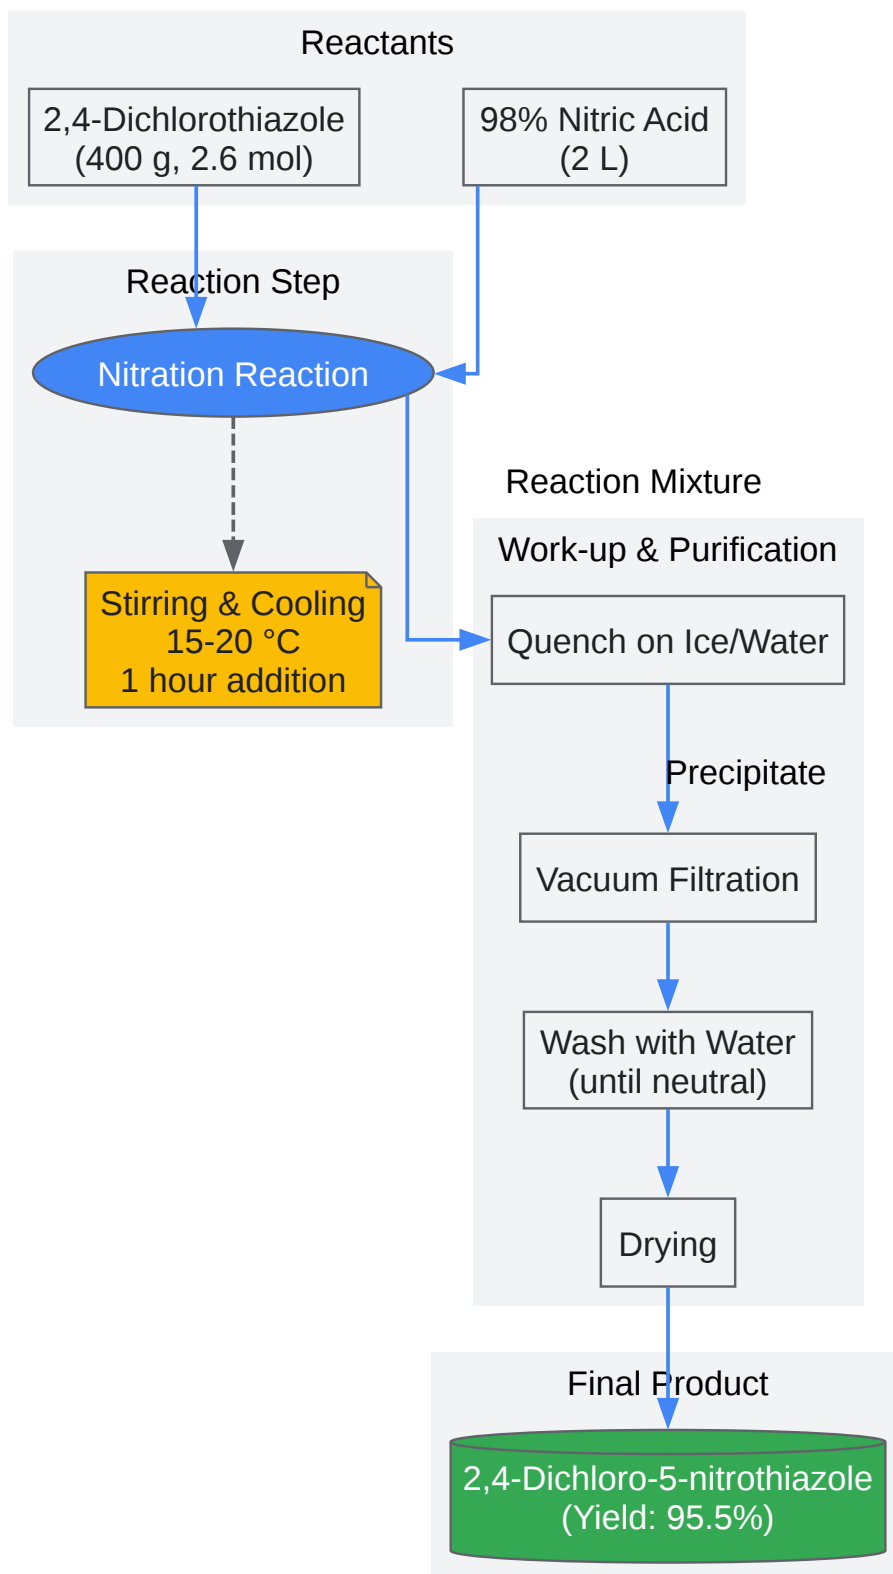 Reactants
2,4-Dichlorothiazole
(400 g, 2.6 mol)
98% Nitric Acid
(2 L)
Reaction Step
Nitration Reaction
Stirring & Cooling
15-20 °C
1 hour addition
Reaction Mixture
Work-up & Purification
Quench on Ice/Water
Precipitate
Vacuum Filtration
Wash with Water
(until neutral)
Drying
Final Product
2,4-Dichloro-5-nitrothiazole
(Yield: 95.5%)